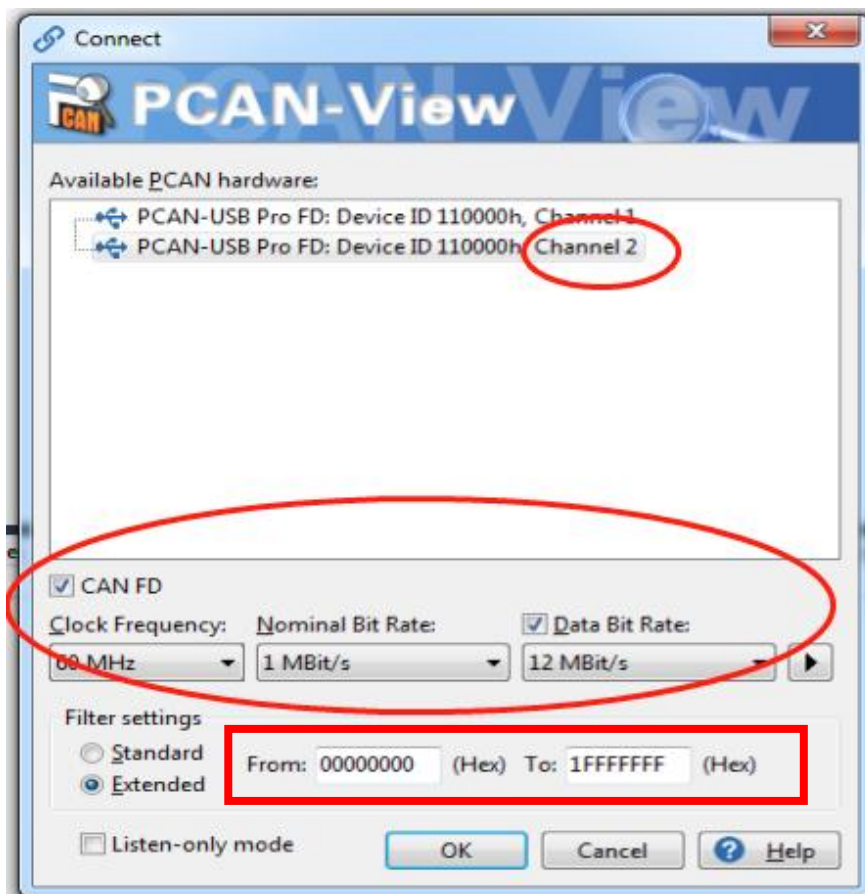 Connect
PCAN-View
Available PCAN hardware:
PCAN-USB Pro FD: Device ID 110000h, Channel 1
PCAN-USB Pro FD: Device ID 110000h, Channel 2
CAN FD
Clock Frequency: Nominal Bit Rate: Data Bit Rate:
60 MHz 1 MBit/s 12 MBit/s
Filter settings
Standard
From: 00000000 (Hex) To: 1FFFFFFF (Hex)
Extended
Listen-only mode OK Cancel Help